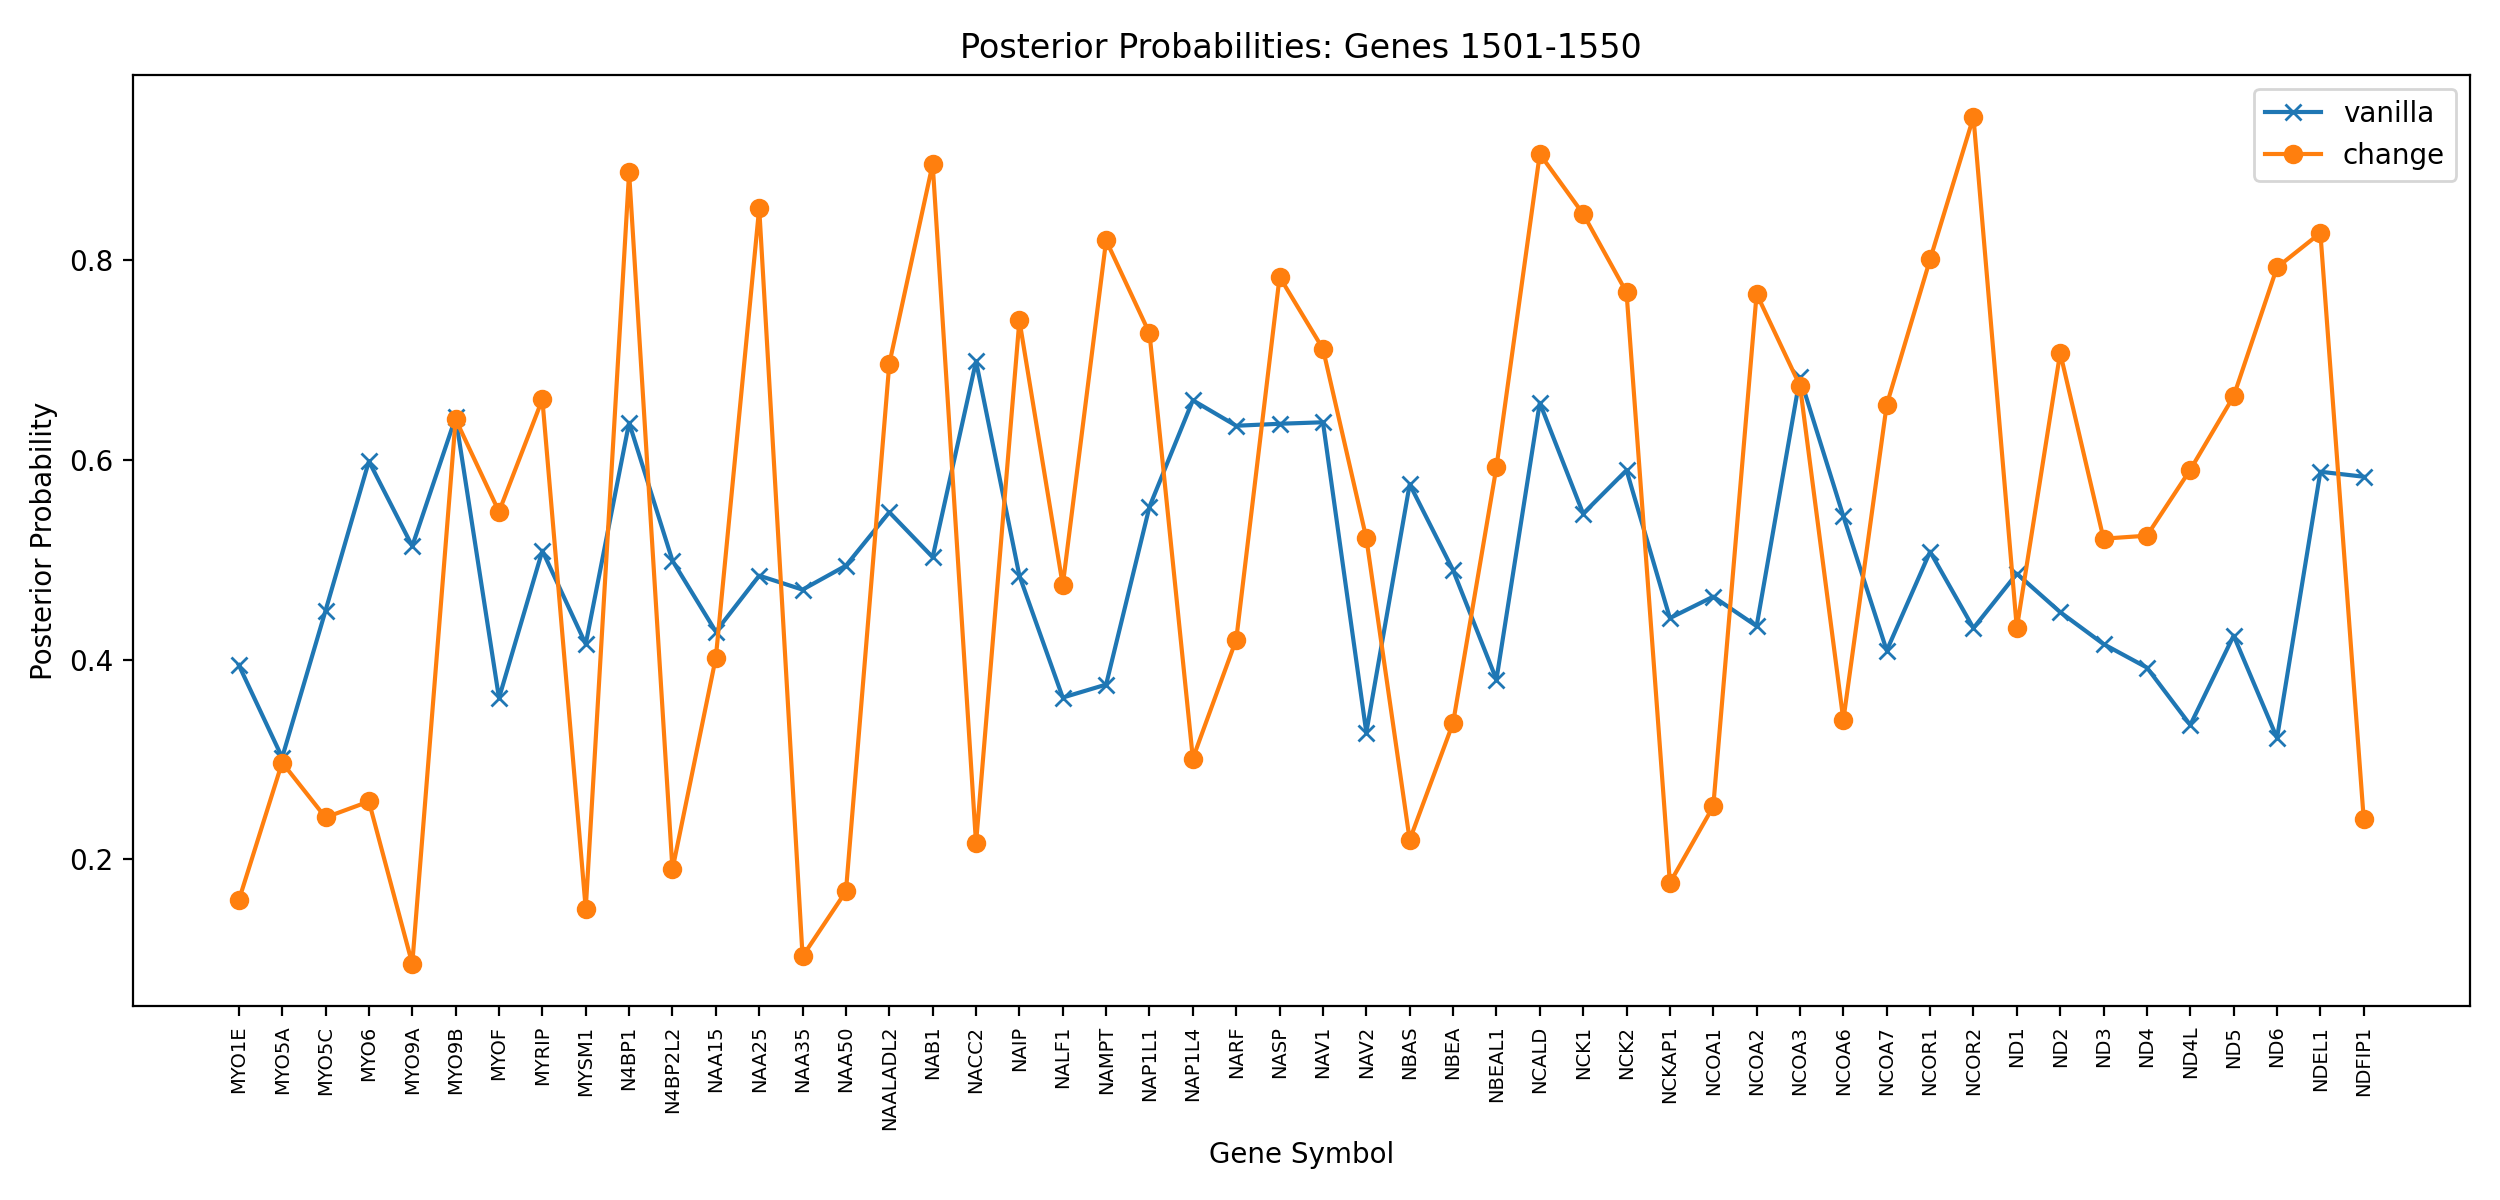 Posterior Probabilities: Genes 1501-1550
vanilla
change
Posterior Probability
0.8
0.6
0.4
0.2
MYO1E
MYO5A
MYO5C
MYO6
MYO9A
MYO9B
MYOF
MYRIP
MYSM1
N4BP1
N4BP2L2
NAA15
NAA25
NAA35
NAA50
NAALADL2
NAB1
NACC2
NAIP
NALF1
NAMPT
NAP1L1
NAP1L4
NARF
NASP
NAV1
NAV2
NBAS
NBEA
NBEAL1
NCALD
NCK1
NCK2
NCKAP1
NCOA1
NCOA2
NCOA3
NCOA6
NCOA7
NCOR1
NCOR2
ND1
ND2
ND3
ND4
ND4L
ND5
ND6
NDEL1
NDFIP1
Gene Symbol